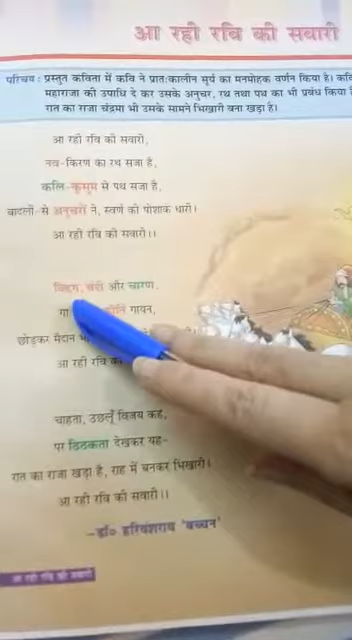 आ रही रवि की सवारी
परिचय : प्रस्तुत कविता में कवि ने प्रात:कालीन सूर्य का मनमोहक वर्णन किया है। कवि
महाराजा की उपाधि दे कर उसके अनुचर, रथ तथा पथ का भी प्रबंध किया है
रात का राजा चंद्रमा भी उसके सामने भिखारी बना खड़ा है।
आ रही रवि की सवारी,
नव-किरण का रथ सजा है,
कलि-कुसुम से पथ सजा है,
बादलों-से अनुचरों ने, स्वर्ण की पोशाक धारी।
आ रही रवि की सवारी।।
विहग, बंदी और चारण,
गायन,
छोड़कर मैदान
आ रही रवि
चाहता, उछलूँ विजय कह,
पर ठिठकता देखकर यह-
रात का राजा खड़ा है, राह में बनकर भिखारी।
आ रही रवि की सवारी।।
-डॉ० हरिवंशराय 'बच्चन'
आ रही रवि की सवारी